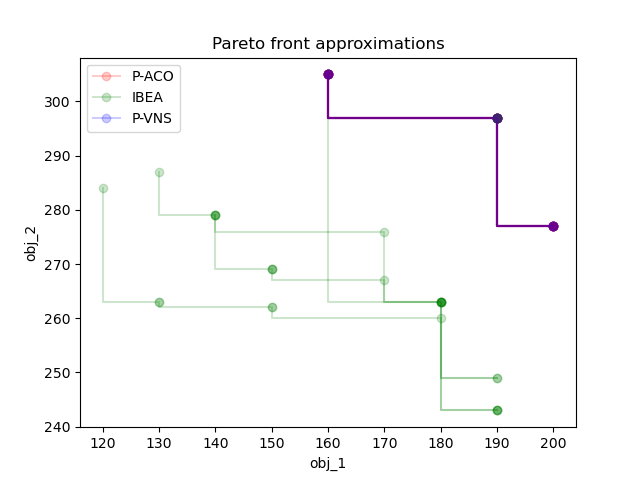 Pareto front approximations
P-ACO
IBEA
P-VNS
300
290
280
270
260
250
240
obj_2
120 130 140 150 160 170 180 190 200
obj_1